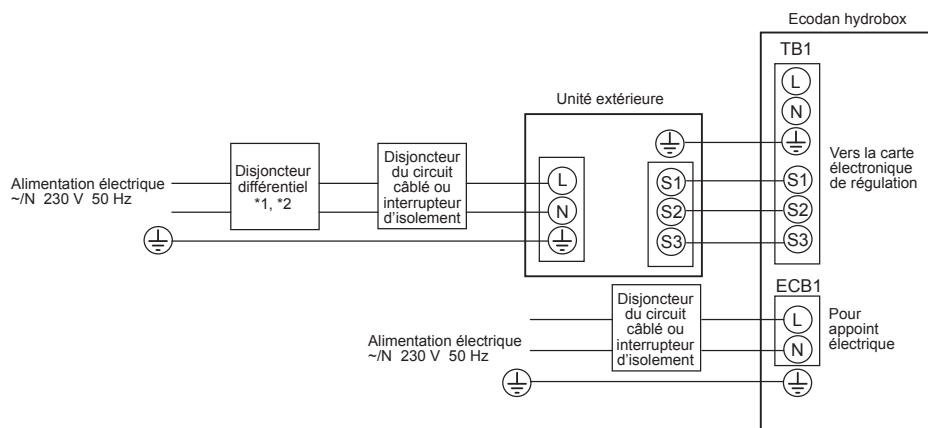 Ecodan hydrobox
TB1
L
N
Unité extérieure
Vers la carte
électronique
de régulation
Alimentation électrique
~/N 230 V 50 Hz
Disjoncteur
différentiel
*1, *2
Disjoncteur
du circuit
câblé ou
interrupteur
d'isolement
L
N
S1
S2
S3
S1
S2
S3
ECB1
L
N
Pour
appoint
électrique
Disjoncteur
du circuit
câblé ou
interrupteur
d'isolement
Alimentation électrique
~/N 230 V 50 Hz